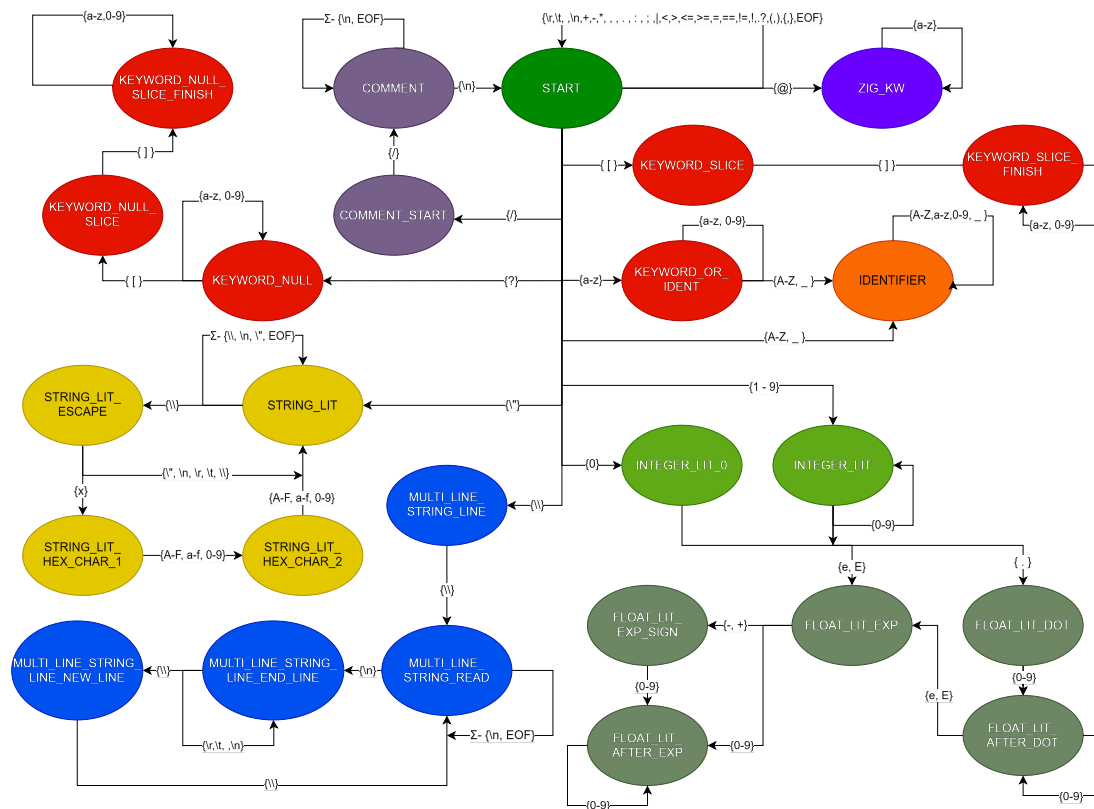 {a-z,0-9}
Σ- {\n, EOF}
{\r,\t, ,\n,+,-,*, , , . , : , ; ,|,<,>,<=,>=,=,==,!=,!,.?,(,),{,},EOF}
{a-z}
KEYWORD_NULL_
SLICE_FINISH
COMMENT
{\n}
START
{@}
ZIG_KW
{ ] }
{/}
KEYWORD_NULL_
SLICE
COMMENT_START
{/}
{ [ }
KEYWORD_SLICE
{ ] }
KEYWORD_SLICE_
FINISH
{a-z, 0-9}
{a-z, 0-9}
{a-z, 0-9}
{A-Z,a-z,0-9, _ }
{ [ }
KEYWORD_NULL
{?}
{a-z}
KEYWORD_OR_
IDENT
{A-Z, _ }
IDENTIFIER
{A-Z, _ }
Σ- {\\, \n, \", EOF}
STRING_LIT_
ESCAPE
{\\}
STRING_LIT
{\"}
{1 - 9}
{\", \n, \r, \t, \\}
{x}
{A-F, a-f, 0-9}
{0}
INTEGER_LIT_0
INTEGER_LIT
{0-9}
MULTI_LINE_
STRING_LINE
{\\}
STRING_LIT_
HEX_CHAR_1
{A-F, a-f, 0-9}
STRING_LIT_
HEX_CHAR_2
{\\}
{e, E}
{ . }
FLOAT_LIT_
EXP_SIGN
{-, +}
FLOAT_LIT_EXP
FLOAT_LIT_DOT
MULTI_LINE_STRING_
LINE_NEW_LINE
{\\}
MULTI_LINE_STRING_
LINE_END_LINE
{\n}
MULTI_LINE_
STRING_READ
{0-9}
{0-9}
{e, E}
{\r,\t, ,\n}
Σ- {\n, EOF}
FLOAT_LIT_
AFTER_EXP
{0-9}
FLOAT_LIT_
AFTER_DOT
{\\}
{0-9}
{0-9}